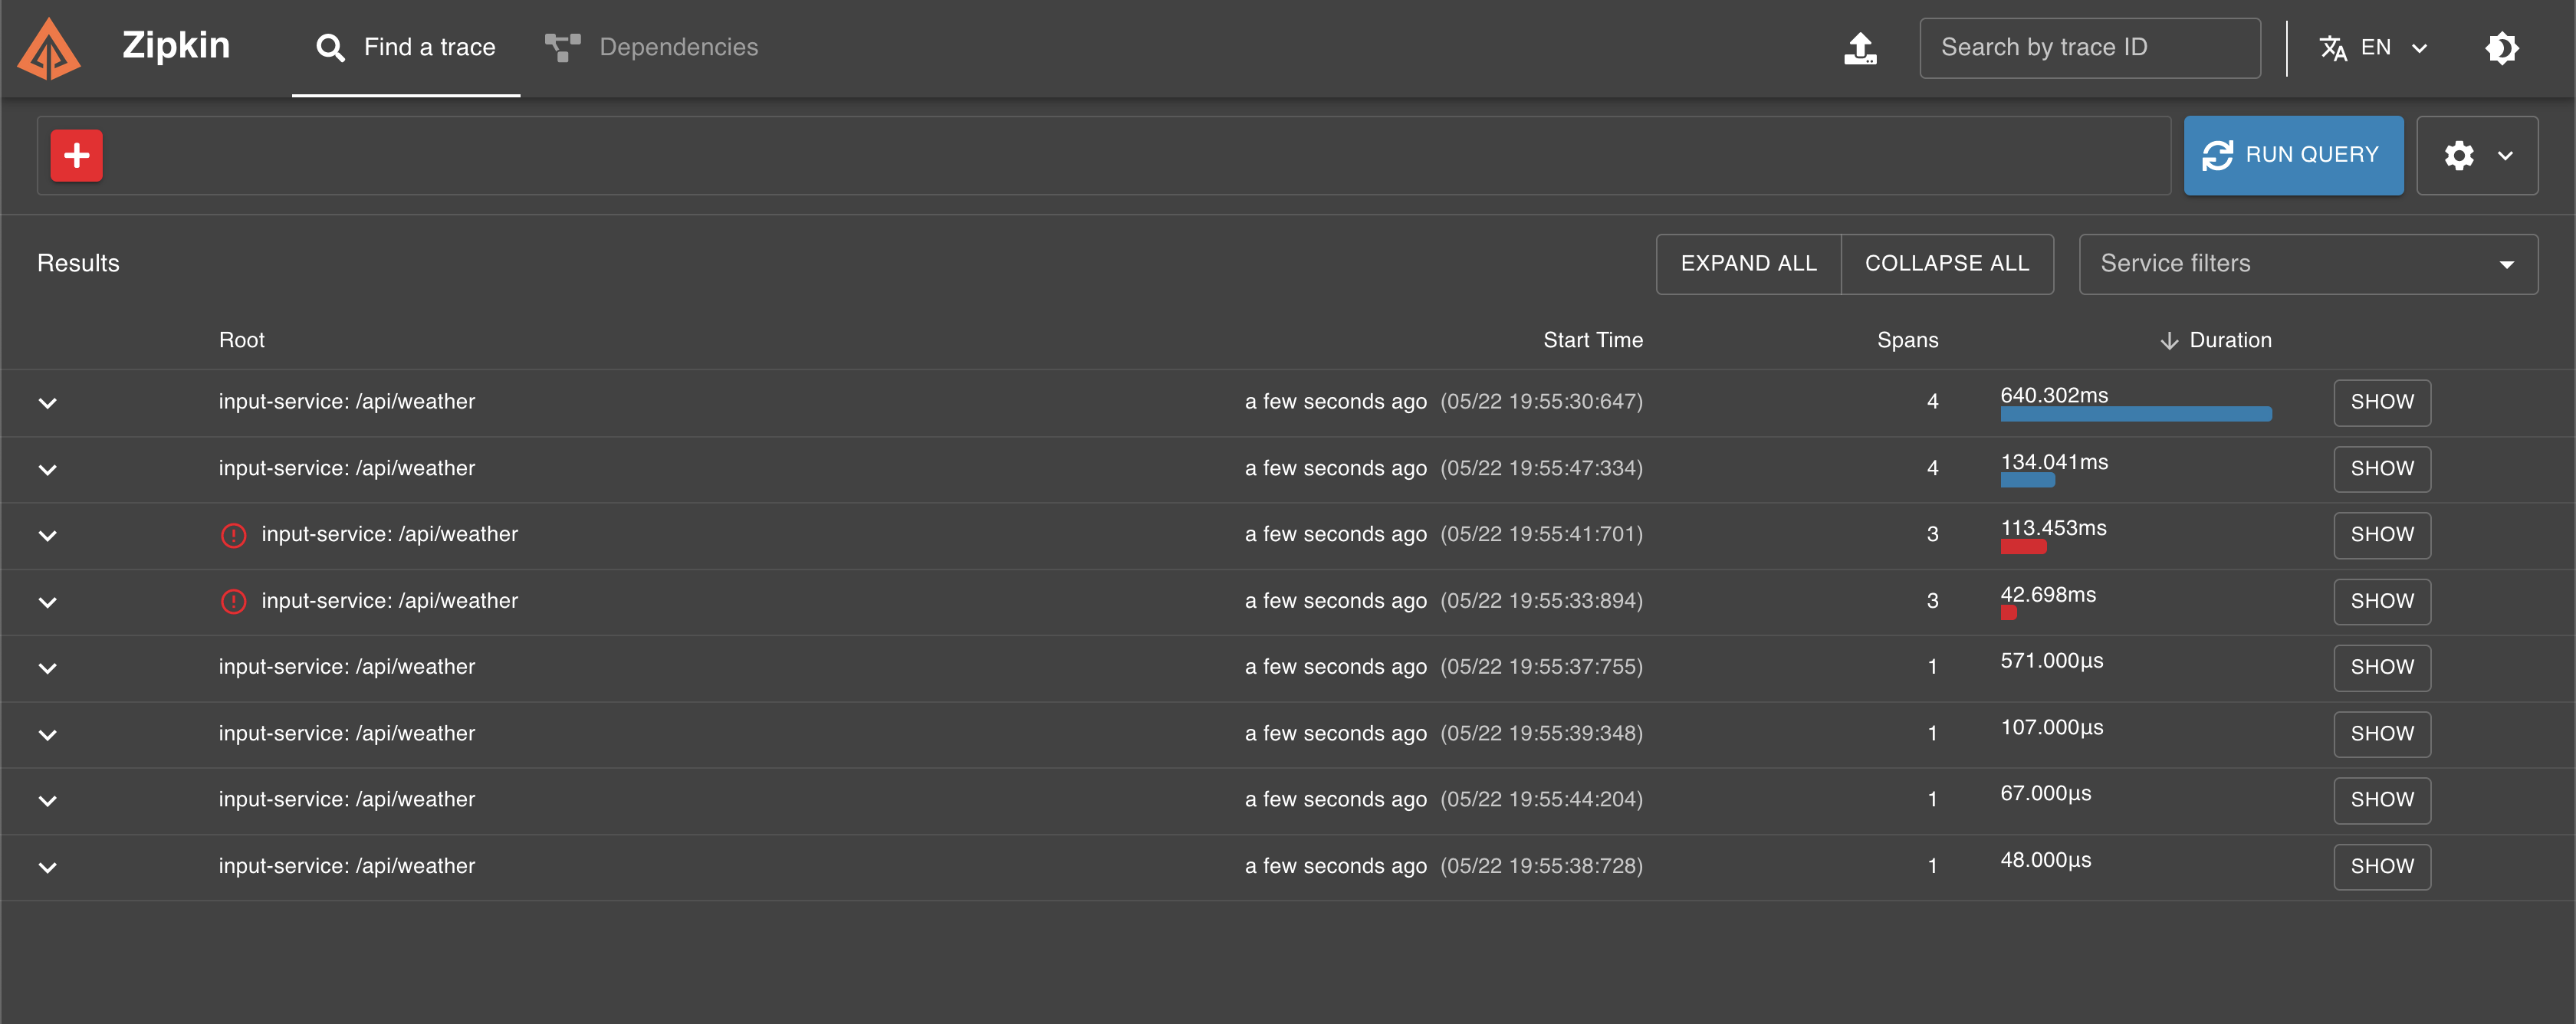 Zipkin Find a trace Dependencies Search by trace ID EN
RUN QUERY
Results EXPAND ALL COLLAPSE ALL Service filters
Root Start Time Spans Duration
input-service: /api/weather a few seconds ago (05/22 19:55:30:647) 4 640.302ms SHOW
input-service: /api/weather a few seconds ago (05/22 19:55:47:334) 4 134.041ms SHOW
input-service: /api/weather a few seconds ago (05/22 19:55:41:701) 3 113.453ms SHOW
input-service: /api/weather a few seconds ago (05/22 19:55:33:894) 3 42.698ms SHOW
input-service: /api/weather a few seconds ago (05/22 19:55:37:755) 1 571.000μs SHOW
input-service: /api/weather a few seconds ago (05/22 19:55:39:348) 1 107.000μs SHOW
input-service: /api/weather a few seconds ago (05/22 19:55:44:204) 1 67.000μs SHOW
input-service: /api/weather a few seconds ago (05/22 19:55:38:728) 1 48.000μs SHOW